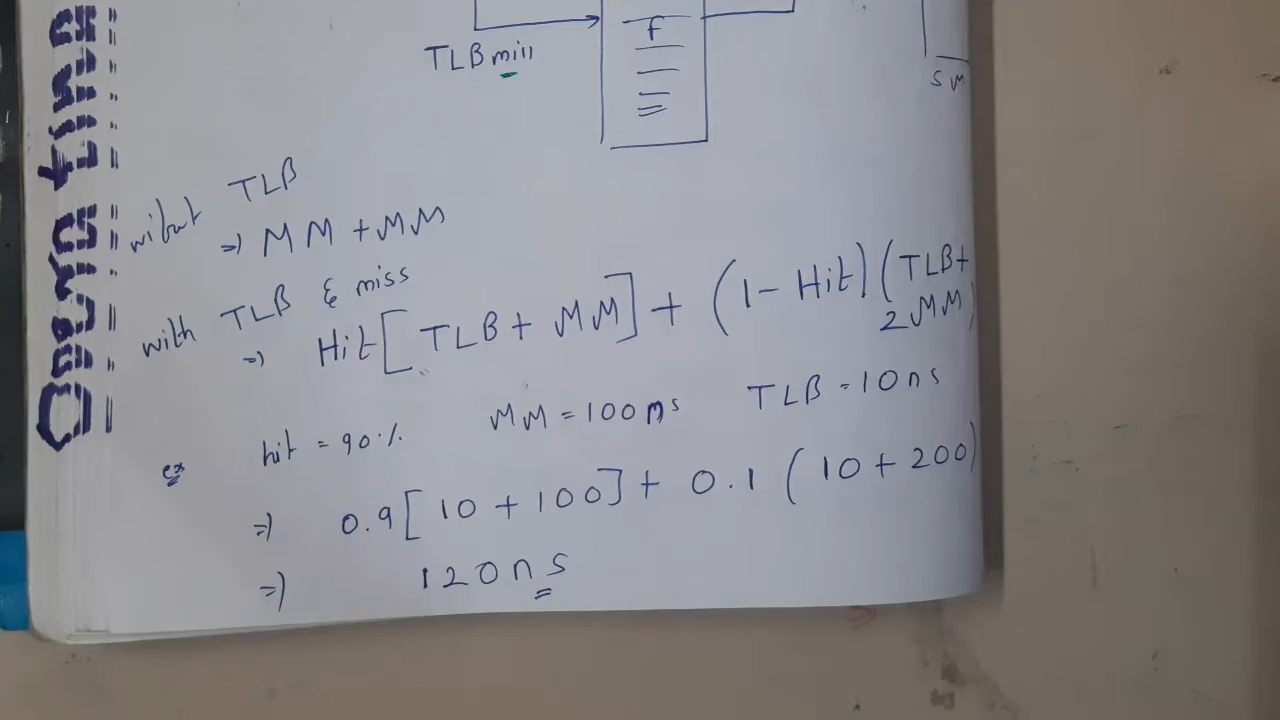 F
TLB miss
S M
without TLB
=> MM + MM
with TLB & miss
=> Hit[TLB + MM] + (1 - Hit)(TLB + 2MM)
ex hit = 90% MM = 100ns TLB = 10ns
=> 0.9[10 + 100] + 0.1 (10 + 200)
=> 120ns